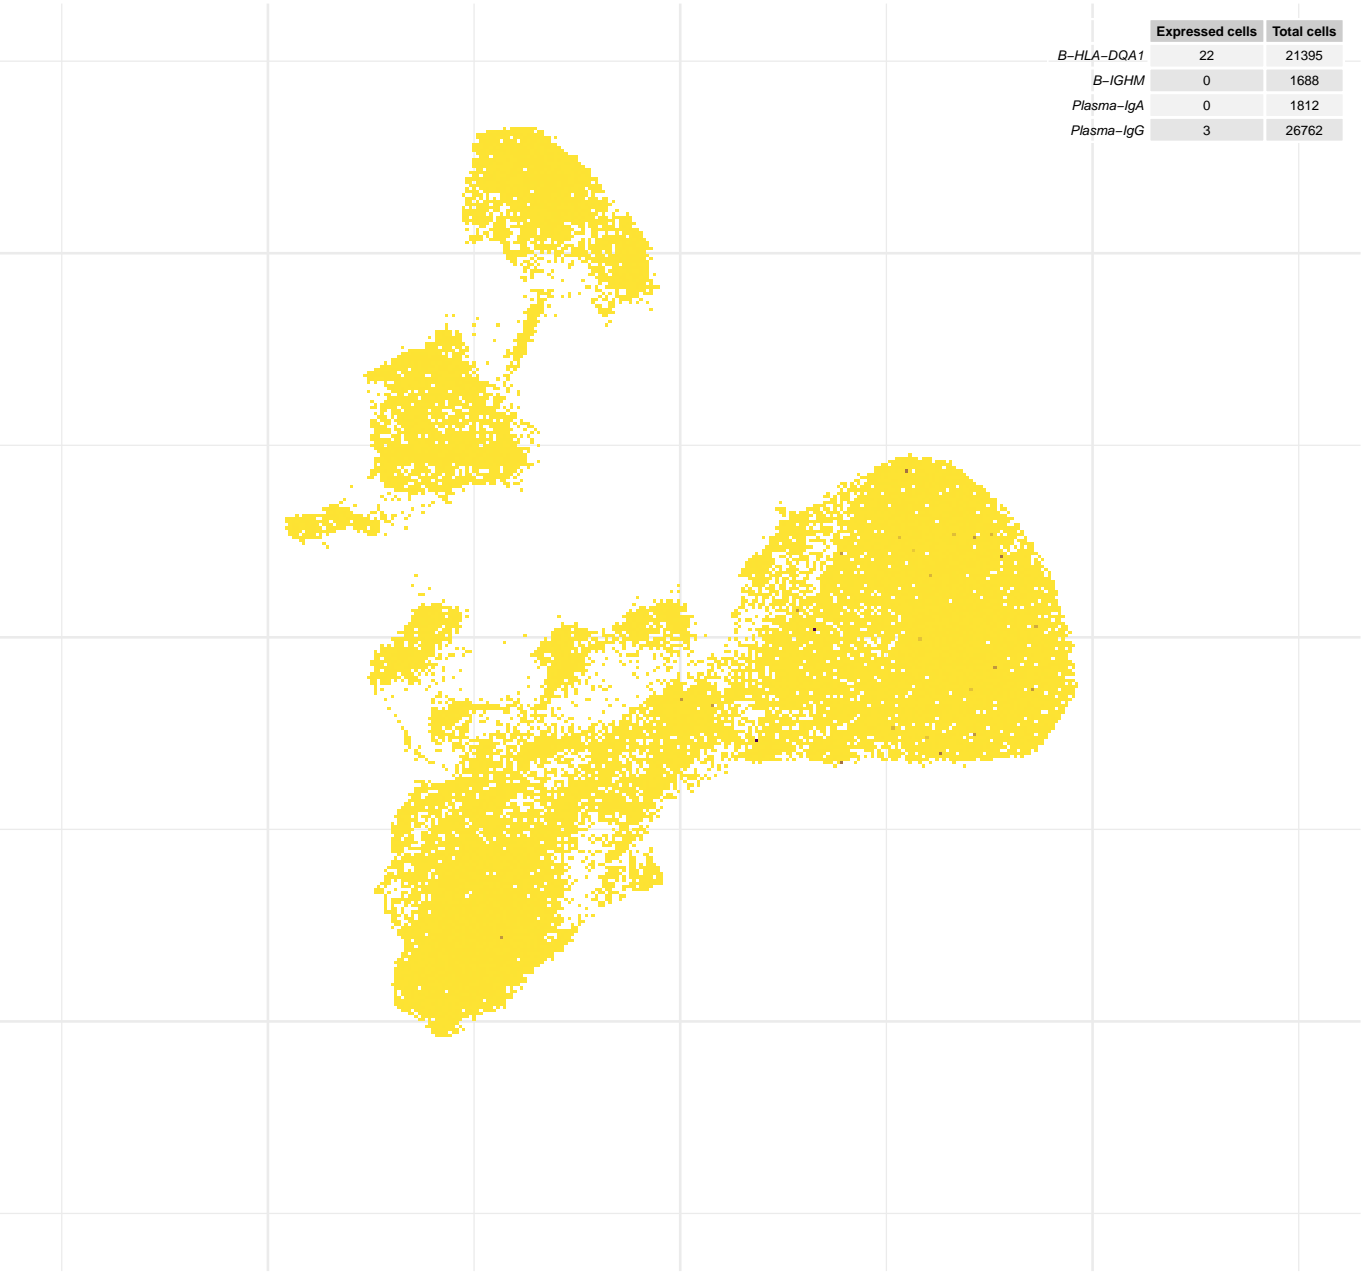 Expressed cells Total cells
B−HLA−DQA1 22 21395
B−IGHM 0 1688
Plasma−IgA 0 1812
Plasma−IgG 3 26762